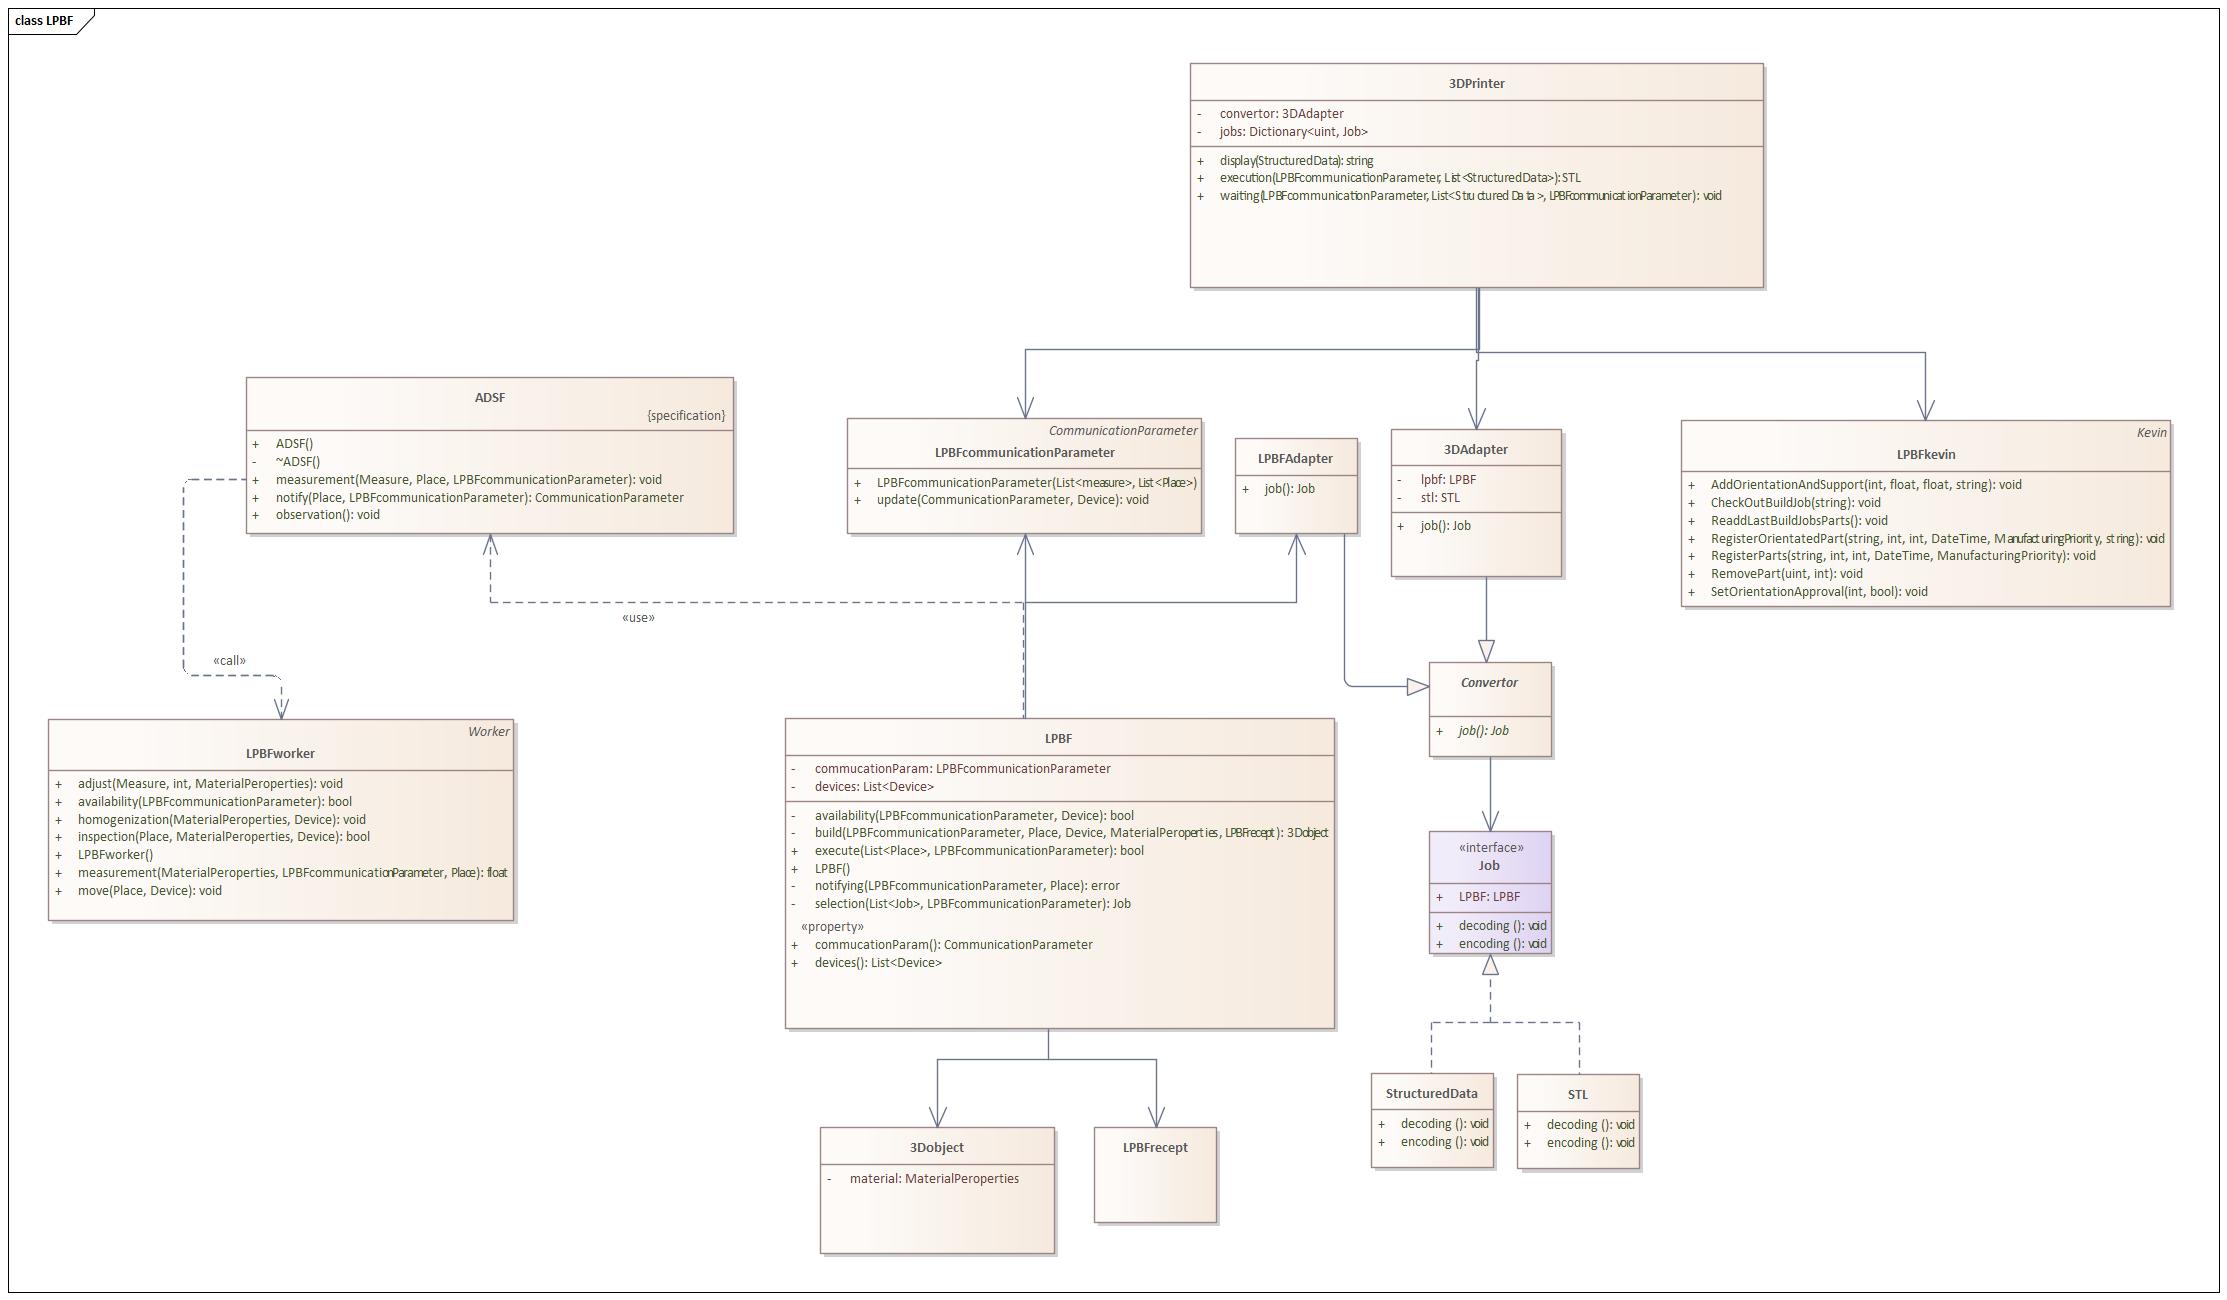 class LPBF
3DPrinter
- convertor: 3DAdapter
- jobs: Dictionary<uint, Job>
+ display(StructuredData): string
+ execution(LPBFcommunicationParameter, List<StructuredData>): STL
+ waiting(LPBFcommunicationParameter, List<Structured Data>, LPBFcommunicationParameter): void
ADSF
{specification}
+ ADSF()
- ~ADSF()
+ measurement(Measure, Place, LPBFcommunicationParameter): void
+ notify(Place, LPBFcommunicationParameter): CommunicationParameter
+ observation(): void
CommunicationParameter
LPBFcommunicationParameter
+ LPBFcommunicationParameter(List<measure>, List<Place>)
+ update(CommunicationParameter, Device): void
LPBFAdapter
+ job(): Job
3DAdapter
- lpbf: LPBF
- stl: STL
+ job(): Job
Kevin
LPBFkevin
+ AddOrientationAndSupport(int, float, float, string): void
+ CheckOutBuildJob(string): void
+ ReaddLastBuildJobsParts(): void
+ RegisterOrientatedPart(string, int, int, DateTime, ManufacturingPriority, string): void
+ RegisterParts(string, int, int, DateTime, ManufacturingPriority): void
+ RemovePart(uint, int): void
+ SetOrientationApproval(int, bool): void
«use»
«call»
Convertor
+ job(): Job
Worker
LPBFworker
+ adjust(Measure, int, MaterialPeroperties): void
+ availability(LPBFcommunicationParameter): bool
+ homogenization(MaterialPeroperties, Device): void
+ inspection(Place, MaterialPeroperties, Device): bool
+ LPBFworker()
+ measurement(MaterialPeroperties, LPBFcommunicationParameter, Place): float
+ move(Place, Device): void
LPBF
- commucationParam: LPBFcommunicationParameter
- devices: List<Device>
- availability(LPBFcommunicationParameter, Device): bool
- build(LPBFcommunicationParameter, Place, Device, MaterialPeroperties, LPBFrecept): 3Dobject
+ execute(List<Place>, LPBFcommunicationParameter): bool
+ LPBF()
- notifying(LPBFcommunicationParameter, Place): error
- selection(List<Job>, LPBFcommunicationParameter): Job
«property»
+ commucationParam(): CommunicationParameter
+ devices(): List<Device>
«interface»
Job
+ LPBF: LPBF
+ decoding (): void
+ encoding (): void
StructuredData
+ decoding (): void
+ encoding (): void
STL
+ decoding (): void
+ encoding (): void
3Dobject
- material: MaterialPeroperties
LPBFrecept